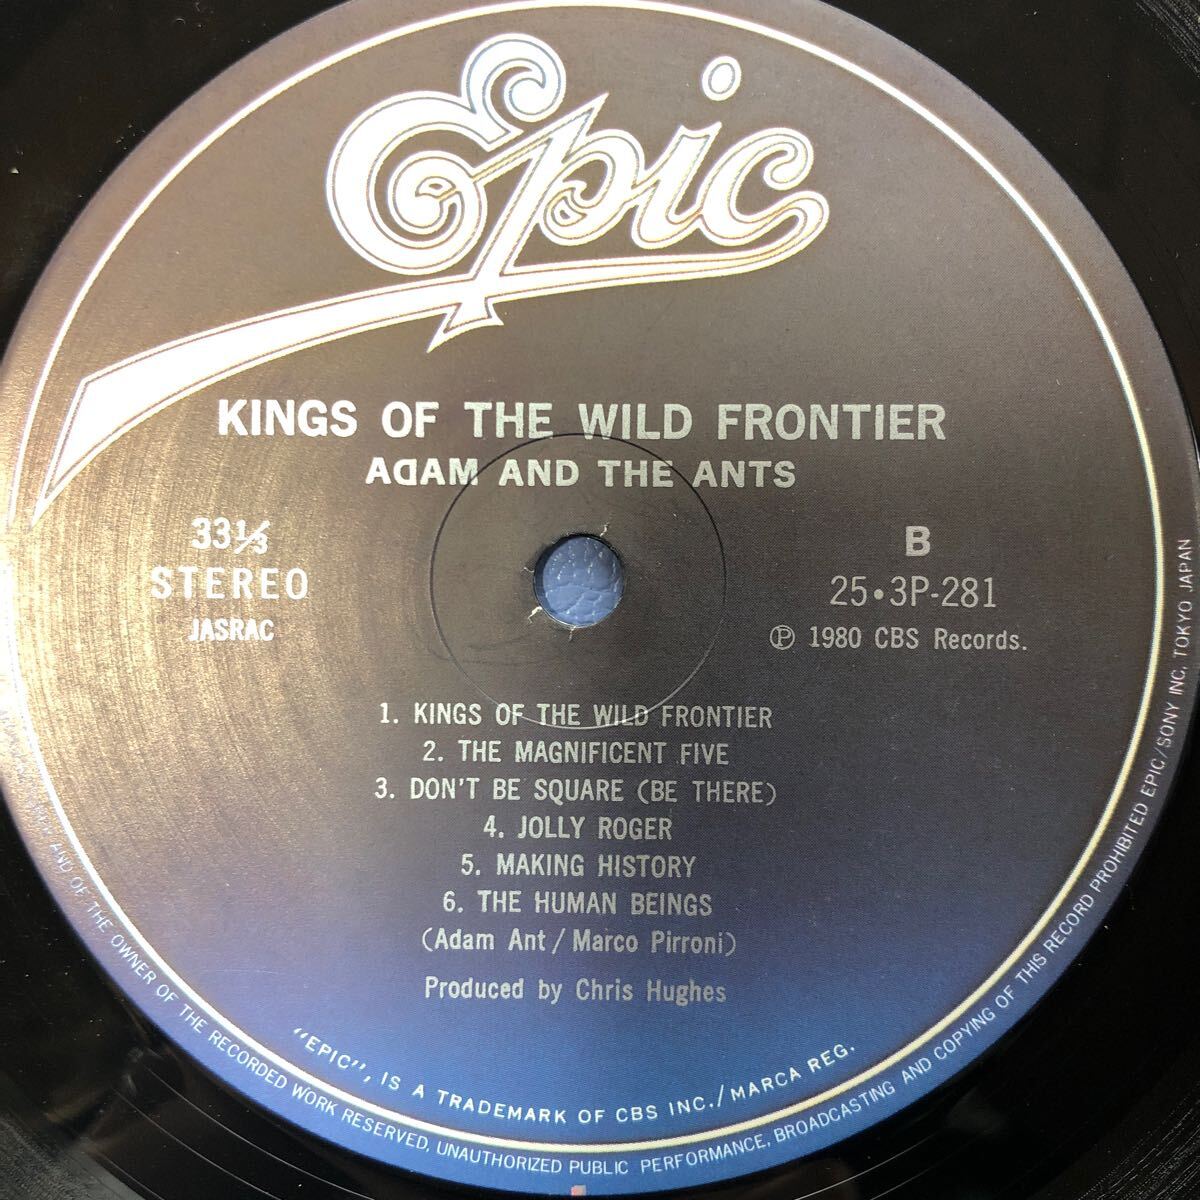 Epic
KINGS OF THE WILD FRONTIER
ADAM AND THE ANTS
33⅓
STEREO
JASRAC
B
25・3P-281
Ⓟ 1980 CBS Records.
1. KINGS OF THE WILD FRONTIER
2. THE MAGNIFICENT FIVE
3. DON'T BE SQUARE (BE THERE)
4. JOLLY ROGER
5. MAKING HISTORY
6. THE HUMAN BEINGS
(Adam Ant / Marco Pirroni)
Produced by Chris Hughes
"EPIC", IS A TRADEMARK OF CBS INC./MARCA REG.
AND OF THE OWNER OF THE RECORDED WORK RESERVED, UNAUTHORIZED PUBLIC PERFORMANCE, BROADCASTING AND COPYING OF THIS RECORD PROHIBITED EPIC/SONY INC. TOKYO JAPAN